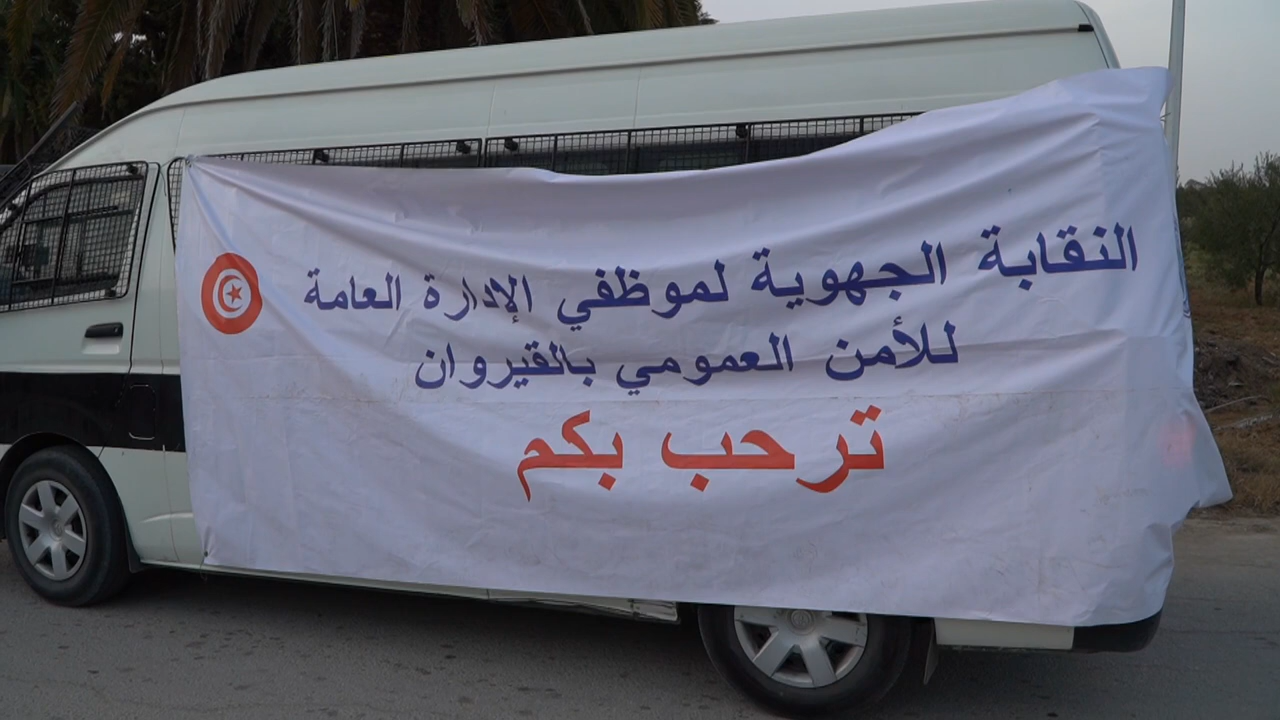 النقابة الجهوية لموظفي الإدارة العامة
للأمن العمومي بالقيروان
ترحب بكم